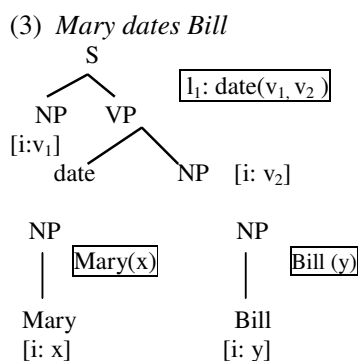 (3) Mary dates Bill
S
l₁: date(v₁, v₂ )
NP VP
[i:v₁]
date NP [i: v₂]
NP NP
Mary(x) Bill (y)
Mary Bill
[i: x] [i: y]